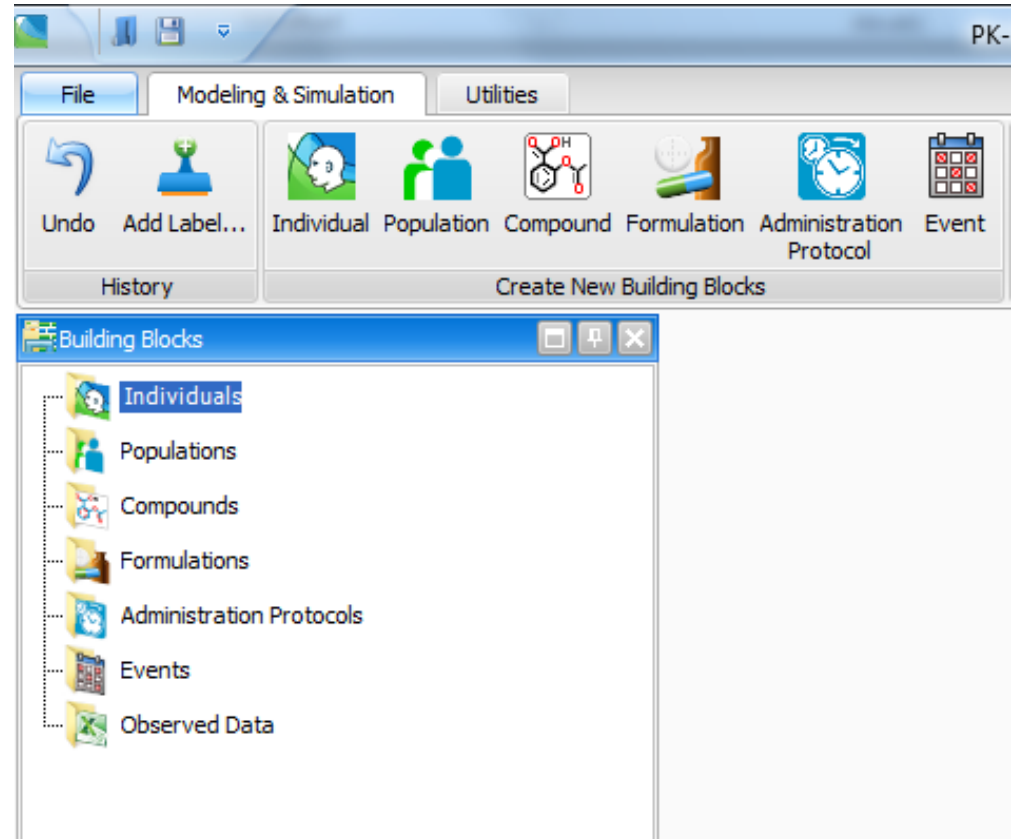 PK-
File Modeling & Simulation Utilities
Undo Add Label... Individual Population Compound Formulation Administration Protocol Event
History Create New Building Blocks
Building Blocks
Individuals
Populations
Compounds
Formulations
Administration Protocols
Events
Observed Data